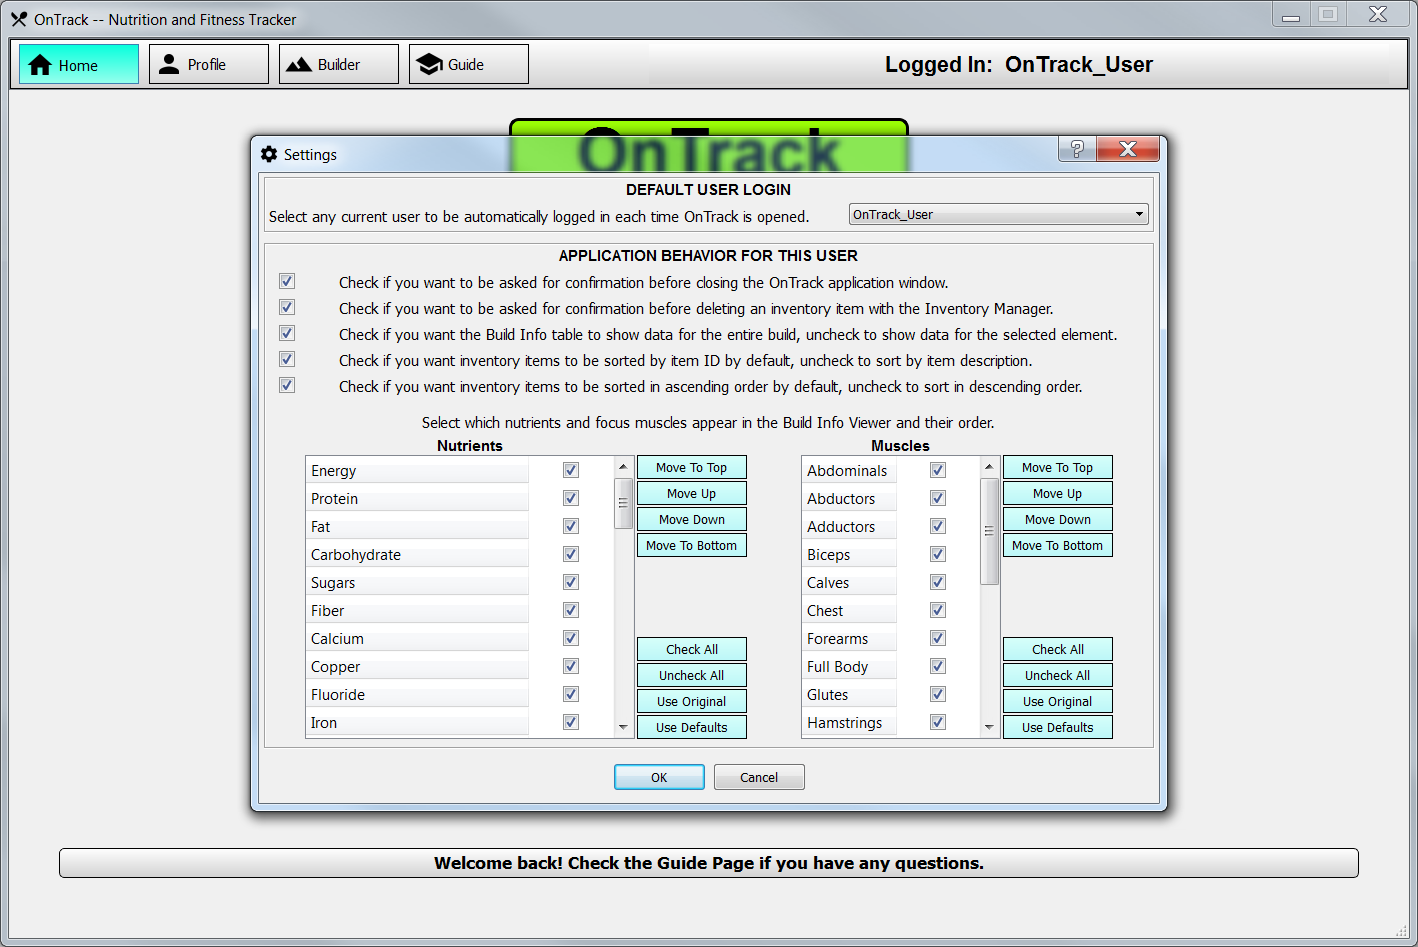 OnTrack -- Nutrition and Fitness Tracker
Home Profile Builder Guide Logged In: OnTrack_User
OnTrack
Settings
DEFAULT USER LOGIN
Select any current user to be automatically logged in each time OnTrack is opened. OnTrack_User
APPLICATION BEHAVIOR FOR THIS USER
Check if you want to be asked for confirmation before closing the OnTrack application window.
Check if you want to be asked for confirmation before deleting an inventory item with the Inventory Manager.
Check if you want the Build Info table to show data for the entire build, uncheck to show data for the selected element.
Check if you want inventory items to be sorted by item ID by default, uncheck to sort by item description.
Check if you want inventory items to be sorted in ascending order by default, uncheck to sort in descending order.
Select which nutrients and focus muscles appear in the Build Info Viewer and their order.
Nutrients
Energy
Protein
Fat
Carbohydrate
Sugars
Fiber
Calcium
Copper
Fluoride
Iron
Move To Top
Move Up
Move Down
Move To Bottom
Check All
Uncheck All
Use Original
Use Defaults
Muscles
Abdominals
Abductors
Adductors
Biceps
Calves
Chest
Forearms
Full Body
Glutes
Hamstrings
Move To Top
Move Up
Move Down
Move To Bottom
Check All
Uncheck All
Use Original
Use Defaults
OK Cancel
Welcome back! Check the Guide Page if you have any questions.